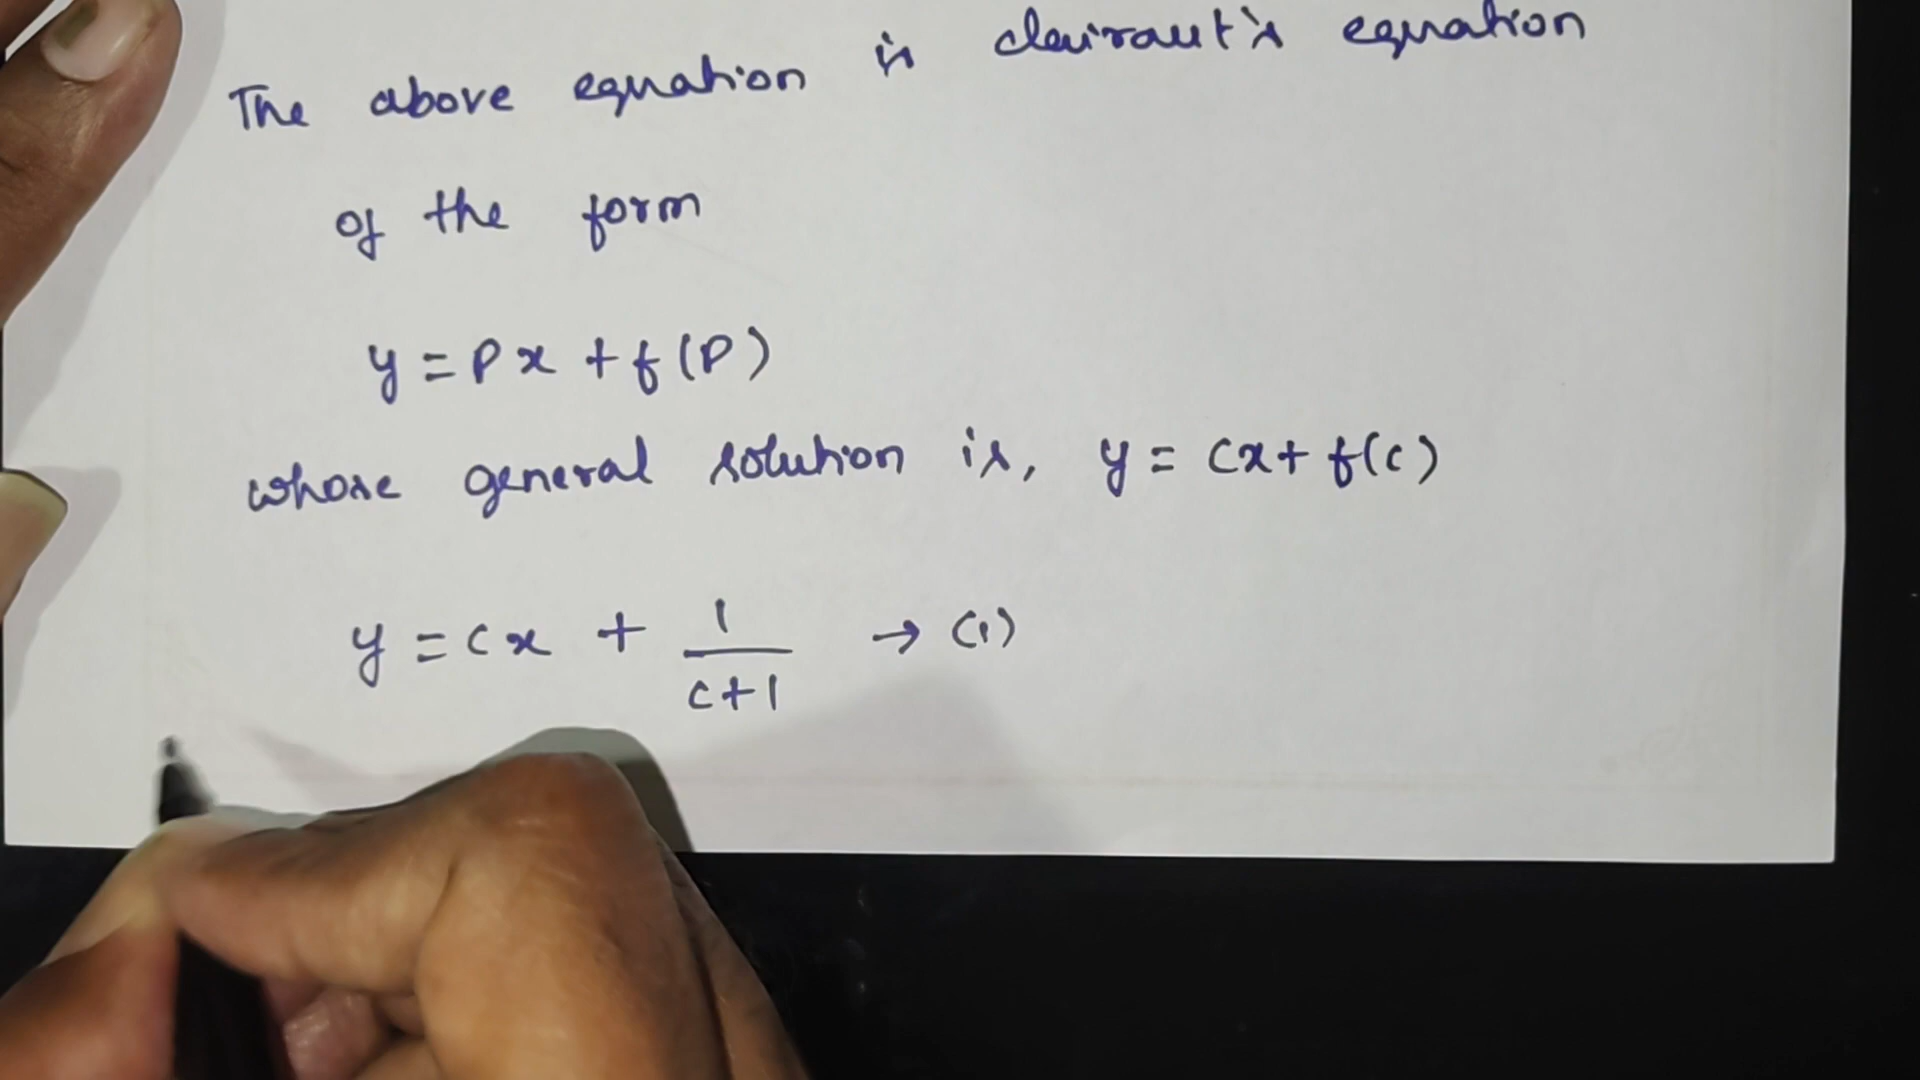 The above equation is clairaut's equation
of the form
y = Px + f(P)
whose general solution is, y = cx + f(c)
y = cx + 1/(c+1) → (1)